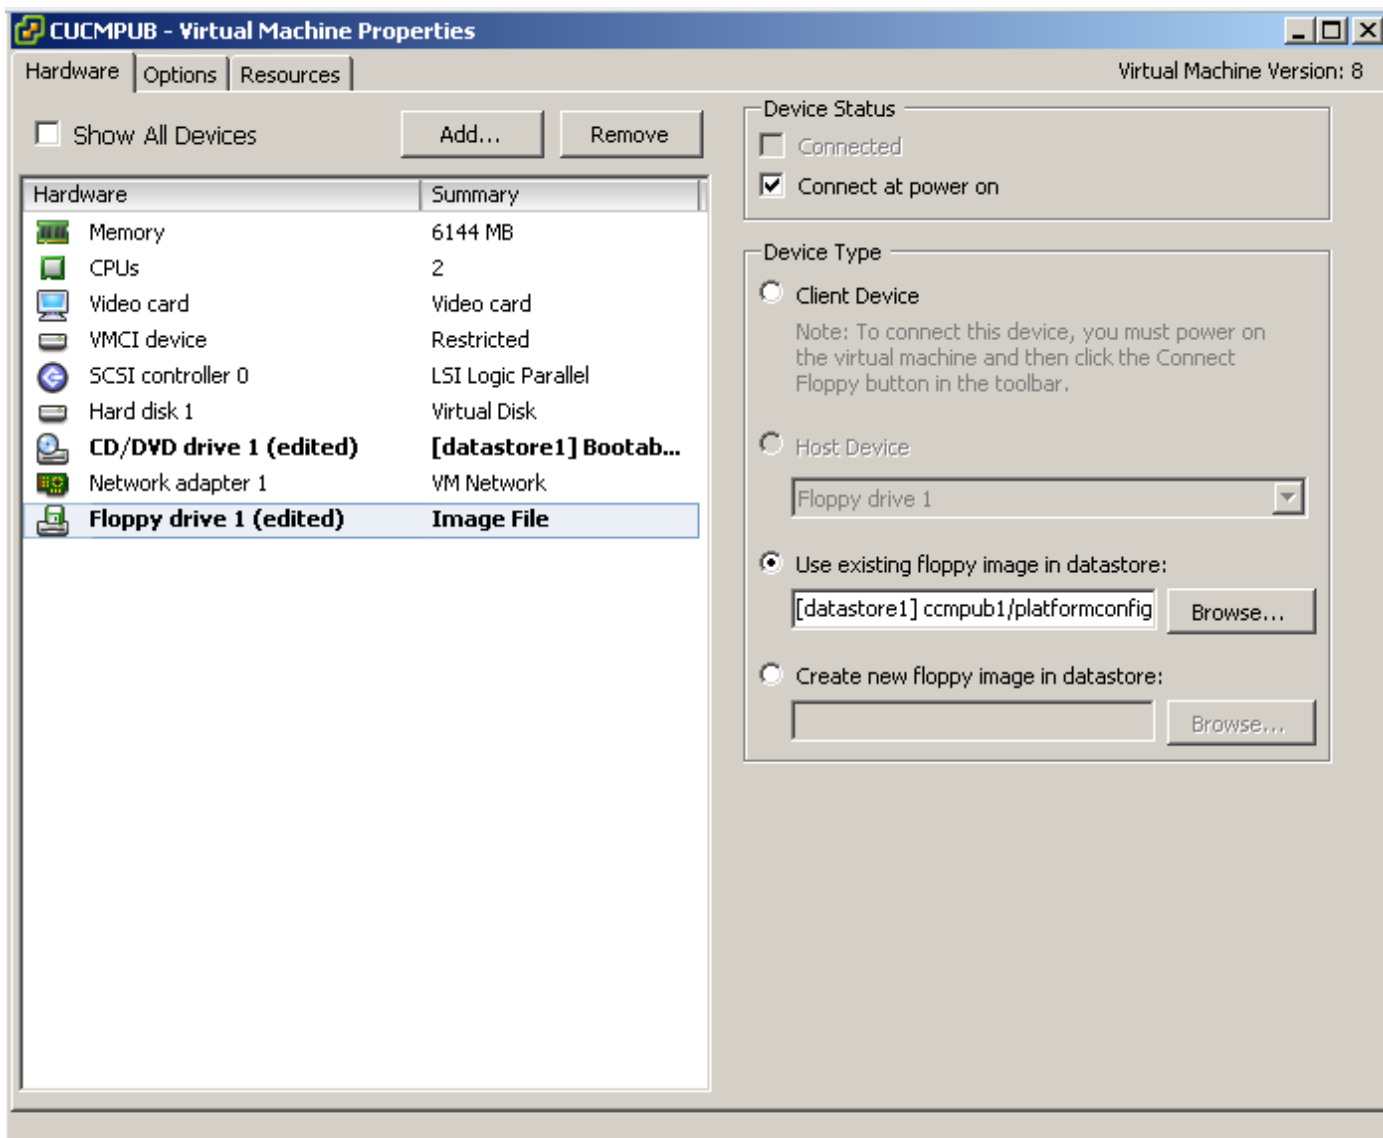 CUCMPUB - Virtual Machine Properties
Hardware Options Resources Virtual Machine Version: 8
Show All Devices Add... Remove
Hardware Summary
Memory 6144 MB
CPUs 2
Video card Video card
VMCI device Restricted
SCSI controller 0 LSI Logic Parallel
Hard disk 1 Virtual Disk
CD/DVD drive 1 (edited) [datastore1] Bootab...
Network adapter 1 VM Network
Floppy drive 1 (edited) Image File
Device Status
Connected
Connect at power on
Device Type
Client Device
Note: To connect this device, you must power on
the virtual machine and then click the Connect
Floppy button in the toolbar.
Host Device
Floppy drive 1
Use existing floppy image in datastore:
[datastore1] ccmpub1/platformconfig Browse...
Create new floppy image in datastore:
Browse...